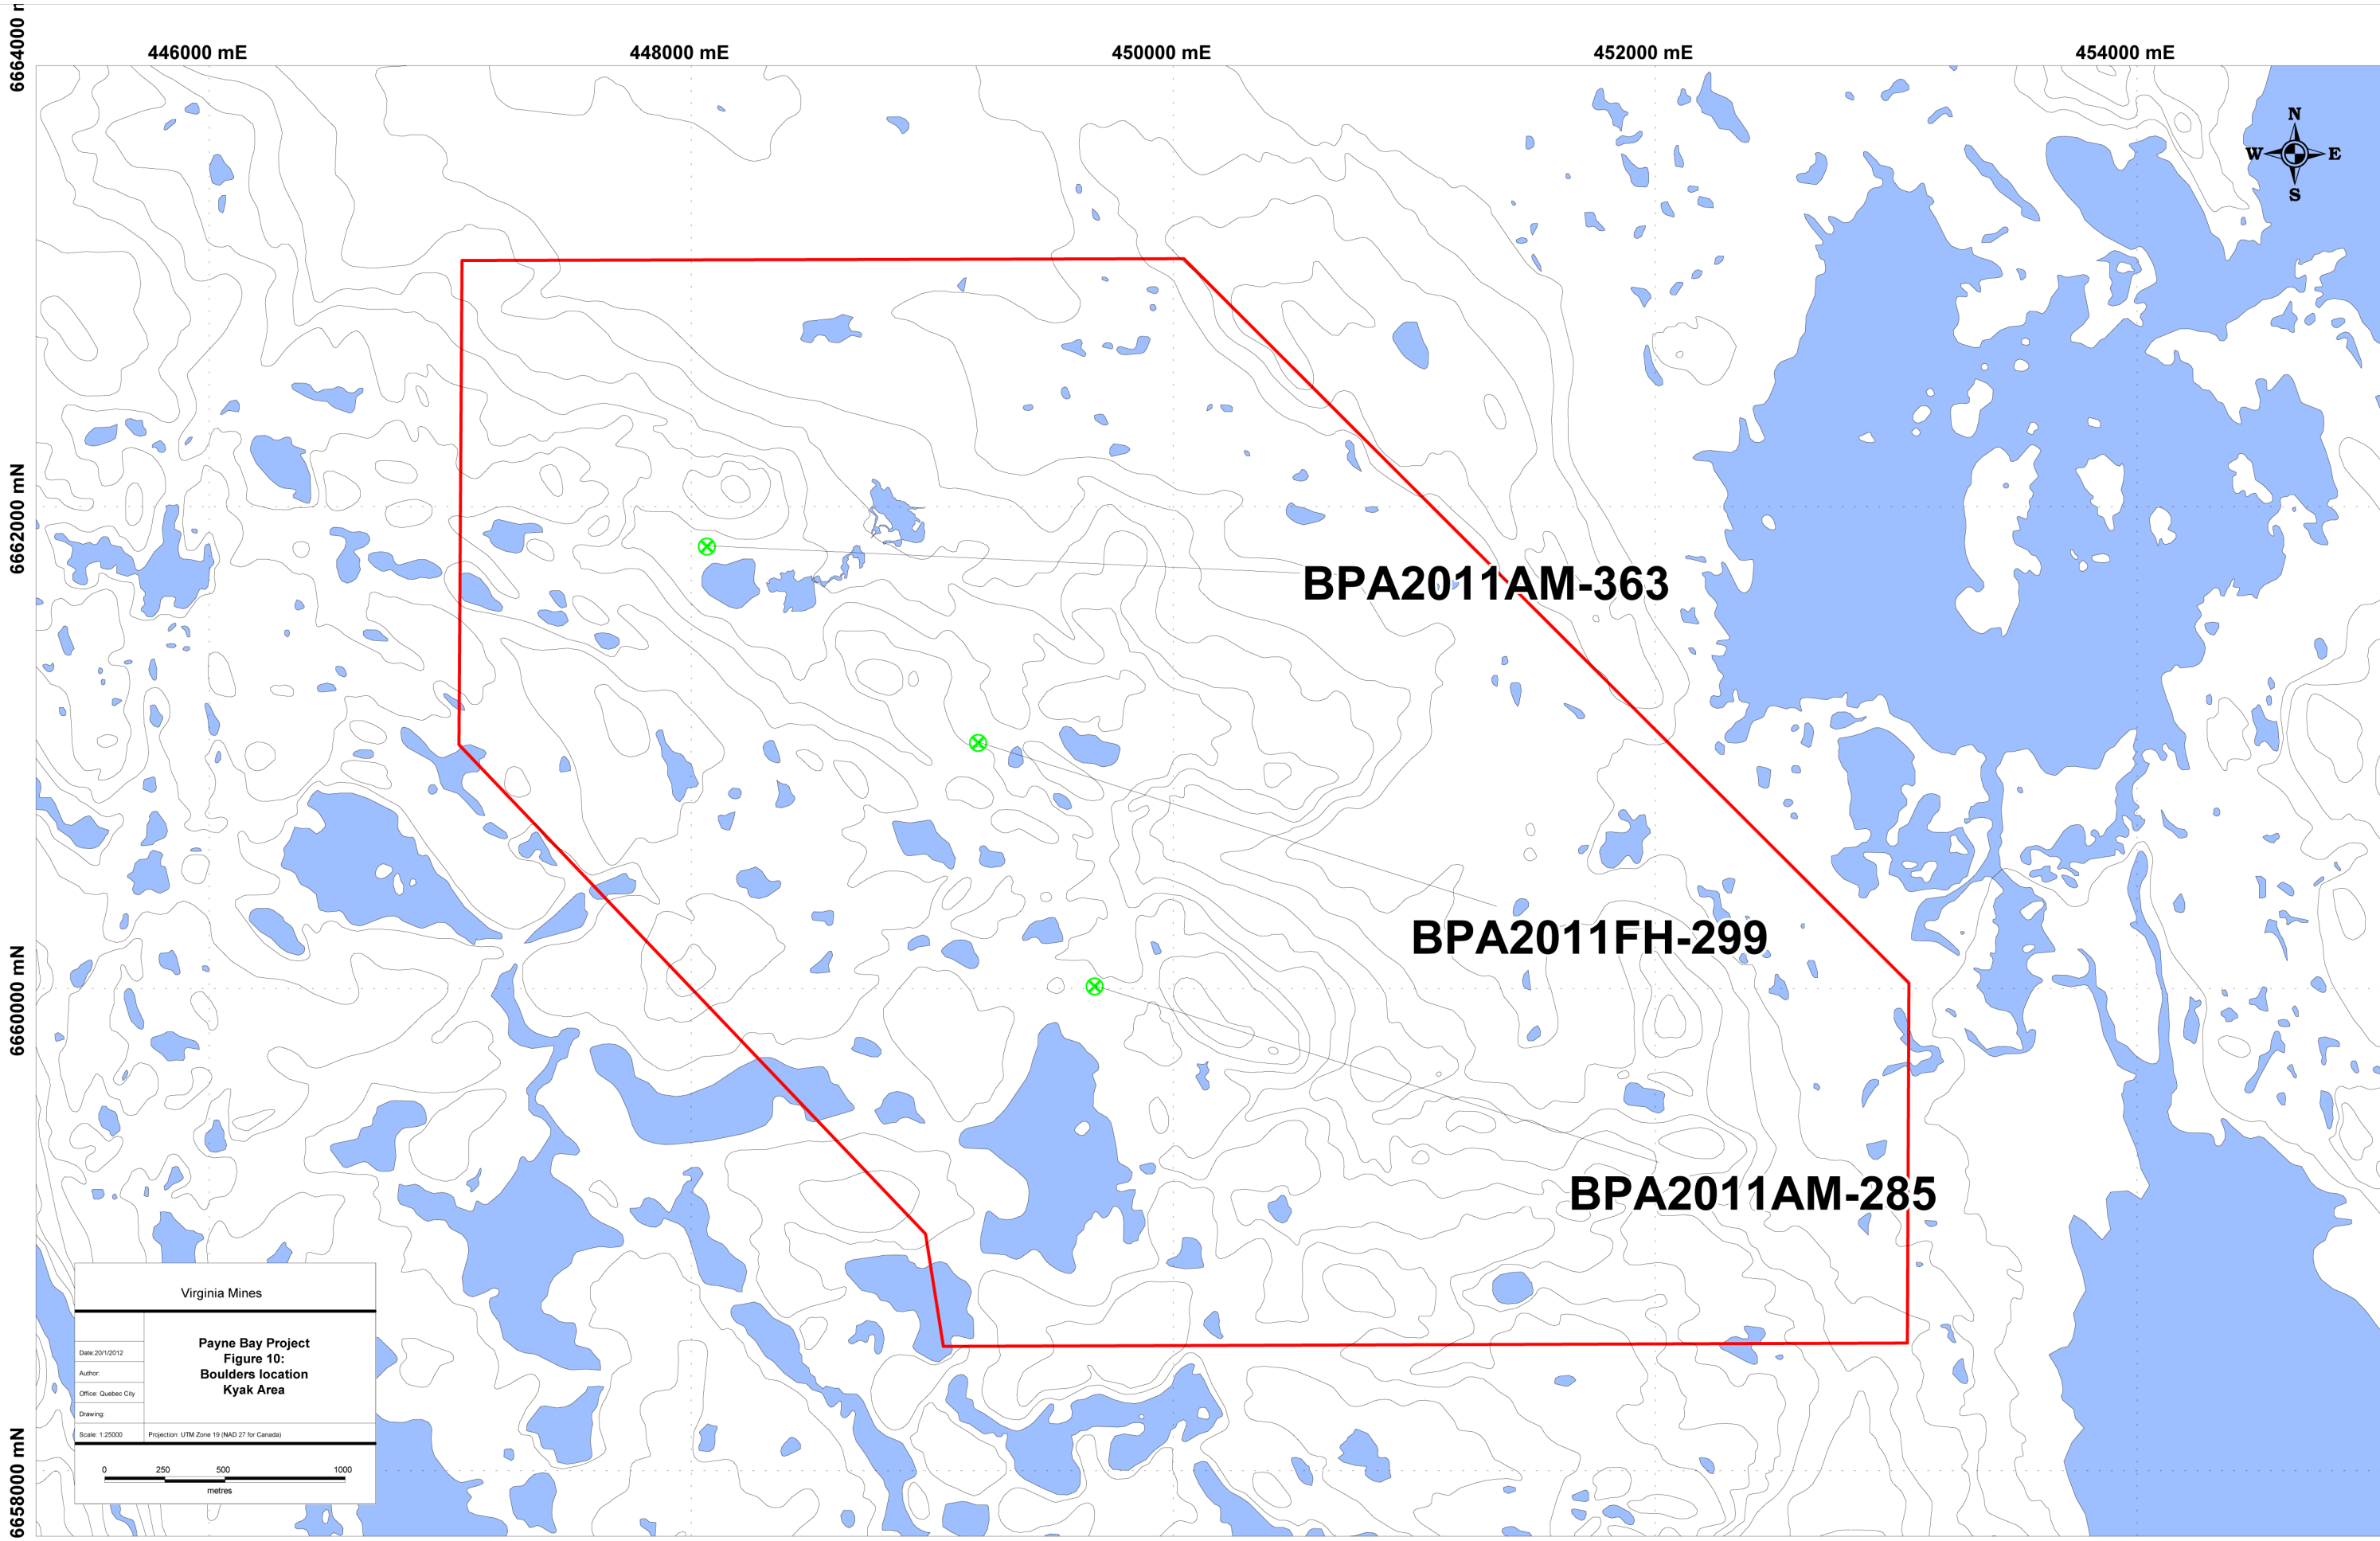 446000 mE 448000 mE 450000 mE 452000 mE 454000 mE
6664000 m
N
W E
S
6662000 mN
BPA2011AM-363
BPA2011FH-299
6660000 mN
BPA2011AM-285
Virginia Mines
Payne Bay Project
Figure 10:
Boulders location
Kyak Area
Date:20/1/2012
Author:
Office: Quebec City
Drawing:
Scale: 1:25000 Projection: UTM Zone 19 (NAD 27 for Canada)
0 250 500 1000
metres
6658000 mN